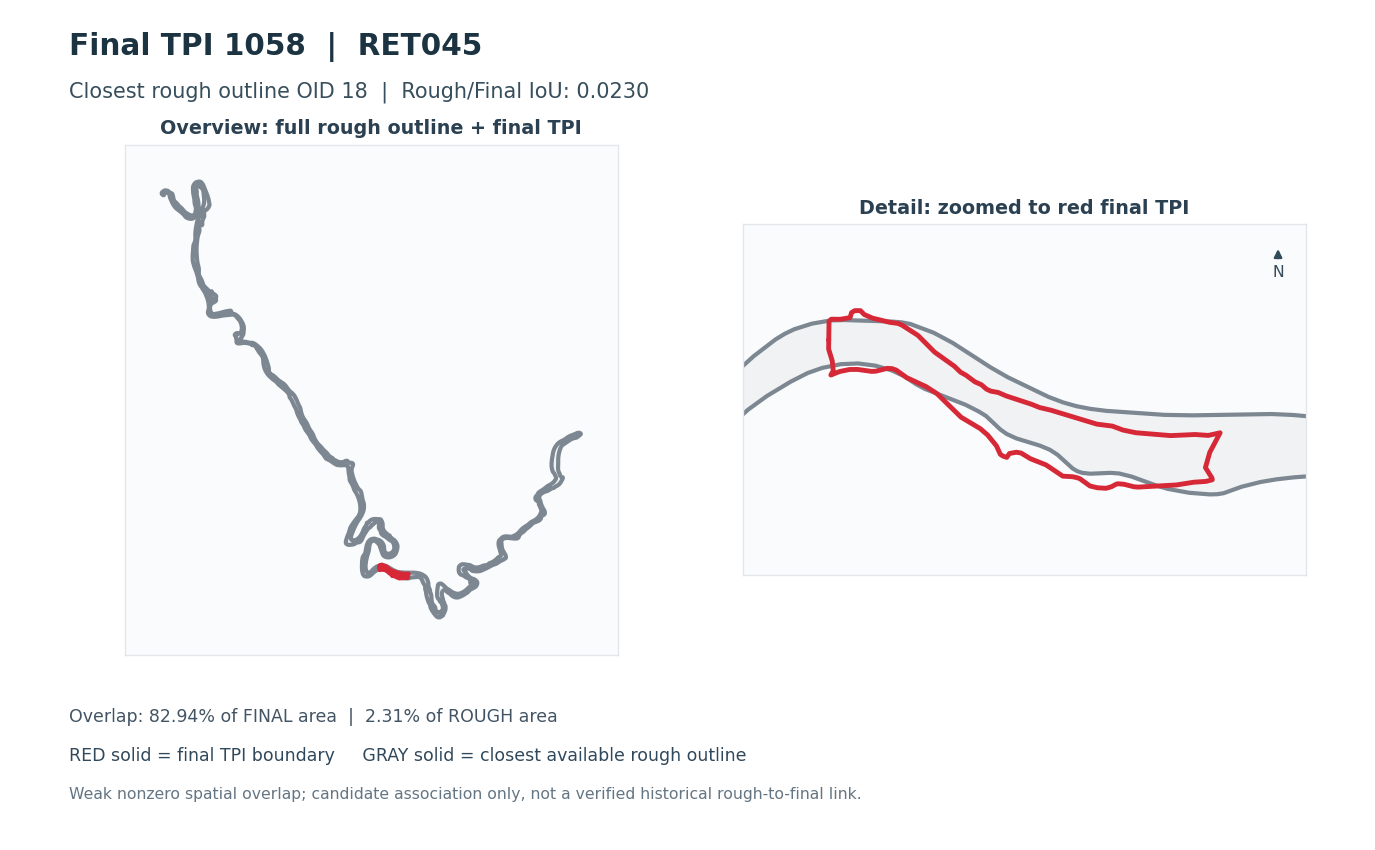 Final TPI 1058 | RET045
Closest rough outline OID 18 | Rough/Final IoU: 0.0230
Overview: full rough outline + final TPI
Detail: zoomed to red final TPI
N
Overlap: 82.94% of FINAL area | 2.31% of ROUGH area
RED solid = final TPI boundary GRAY solid = closest available rough outline
Weak nonzero spatial overlap; candidate association only, not a verified historical rough-to-final link.